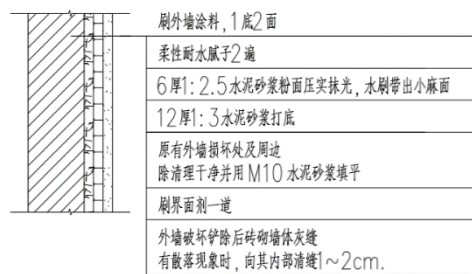 刷外墙涂料,1底2面
柔性耐水腻子2遍
6厚1:2.5水泥砂浆粉面压实抹光,水刷带出小麻面
12厚1:3水泥砂浆打底
原有外墙损坏处及周边
除清理干净并用M10水泥砂浆填平
刷界面剂一道
外墙破坏铲除后砖砌墙体灰缝
有散落现象时,向其内部清缝1~2cm.